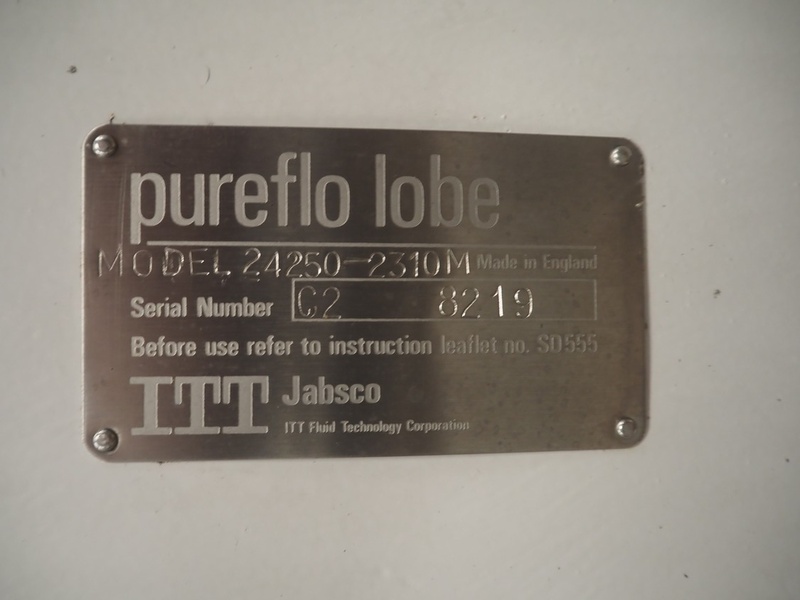 pureflo lobe
MODEL 24250-2310M Made in England
Serial Number C2 8219
Before use refer to instruction leaflet no. SD555
ITT Jabsco
ITT Fluid Technology Corporation